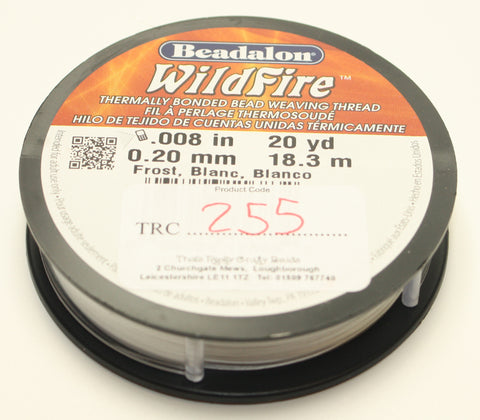 Beadalon
WildFire™
THERMALLY BONDED BEAD WEAVING THREAD
FIL À PERLAGE THERMOSOUDÉ
HILO DE TEJIDO DE CUENTAS UNIDAS TÉRMICAMENTE
.008 in 20 yd
0.20 mm 18.3 m
Frost, Blanc, Blanco
Product Code
TRC 255
2 Churchgate Mews, Loughborough
Leicestershire LE11 1TZ Tel: 01509
Beadalon